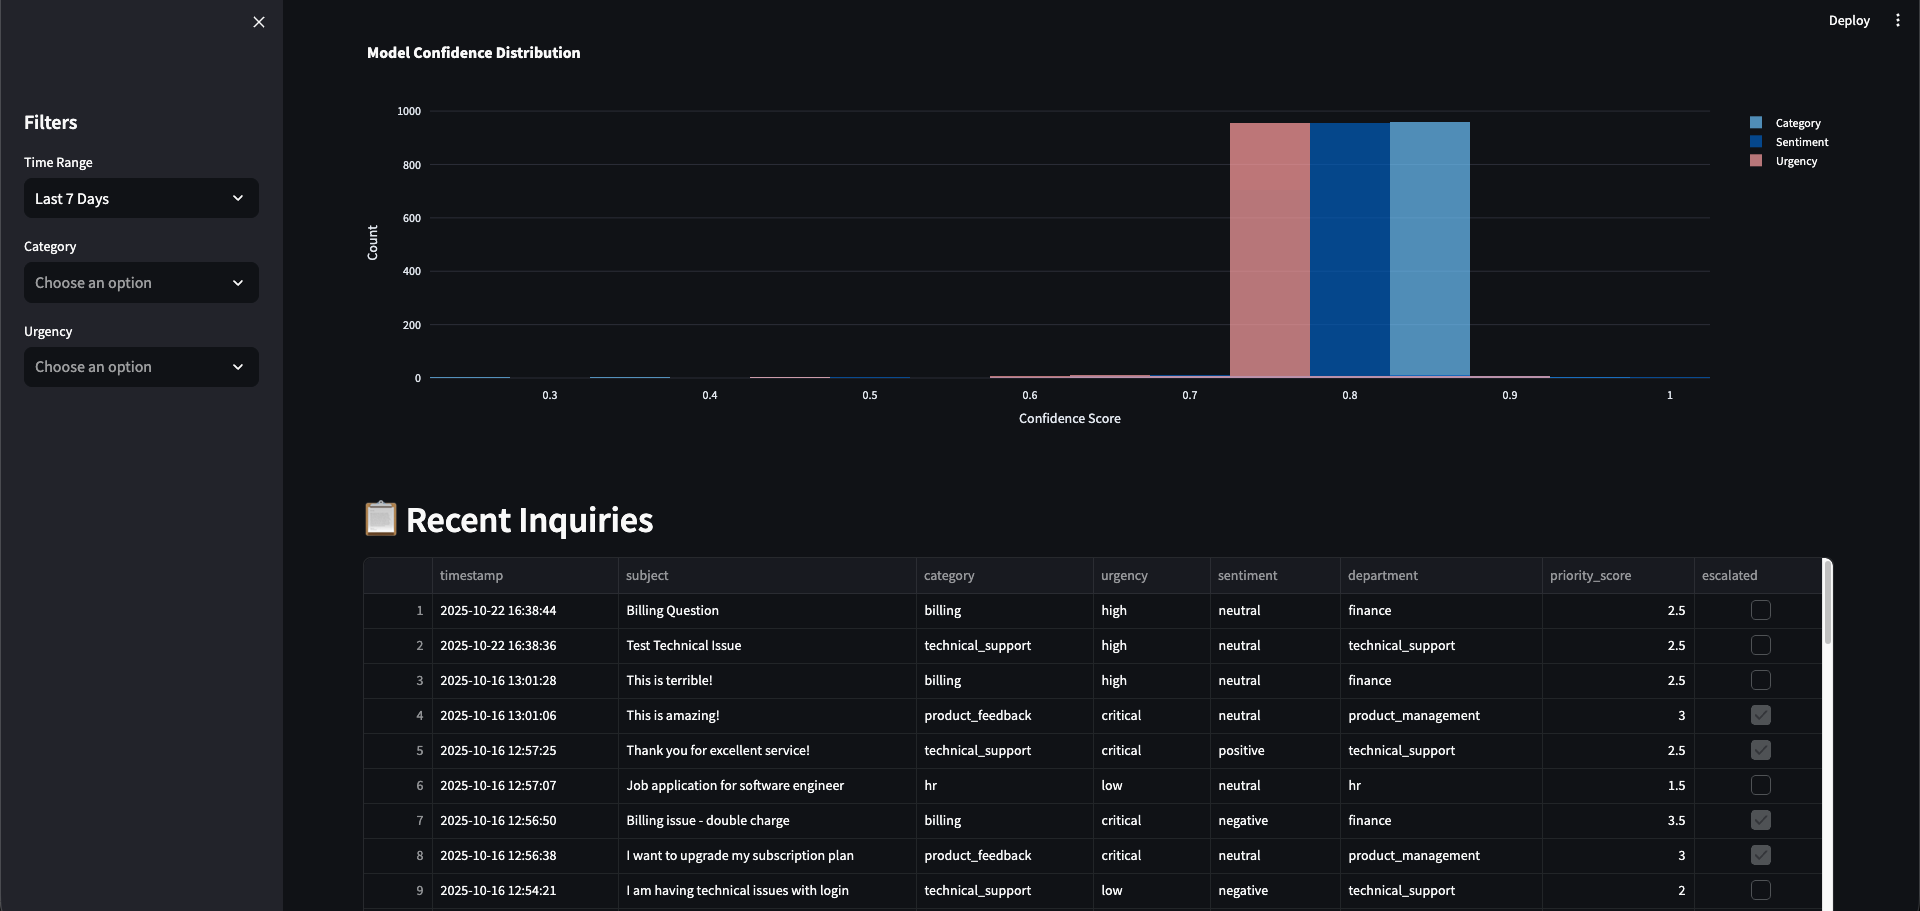 Deploy
Filters
Time Range
Last 7 Days
Category
Choose an option
Urgency
Choose an option
Model Confidence Distribution
Count
1000
800
600
400
200
0
0.3 0.4 0.5 0.6 0.7 0.8 0.9 1
Confidence Score
Category
Sentiment
Urgency
Recent Inquiries
timestamp subject category urgency sentiment department priority_score escalated
1 2025-10-22 16:38:44 Billing Question billing high neutral finance 2.5
2 2025-10-22 16:38:36 Test Technical Issue technical_support high neutral technical_support 2.5
3 2025-10-16 13:01:28 This is terrible! billing high neutral finance 2.5
4 2025-10-16 13:01:06 This is amazing! product_feedback critical neutral product_management 3
5 2025-10-16 12:57:25 Thank you for excellent service! technical_support critical positive technical_support 2.5
6 2025-10-16 12:57:07 Job application for software engineer hr low neutral hr 1.5
7 2025-10-16 12:56:50 Billing issue - double charge billing critical negative finance 3.5
8 2025-10-16 12:56:38 I want to upgrade my subscription plan product_feedback critical neutral product_management 3
9 2025-10-16 12:54:21 I am having technical issues with login technical_support low negative technical_support 2